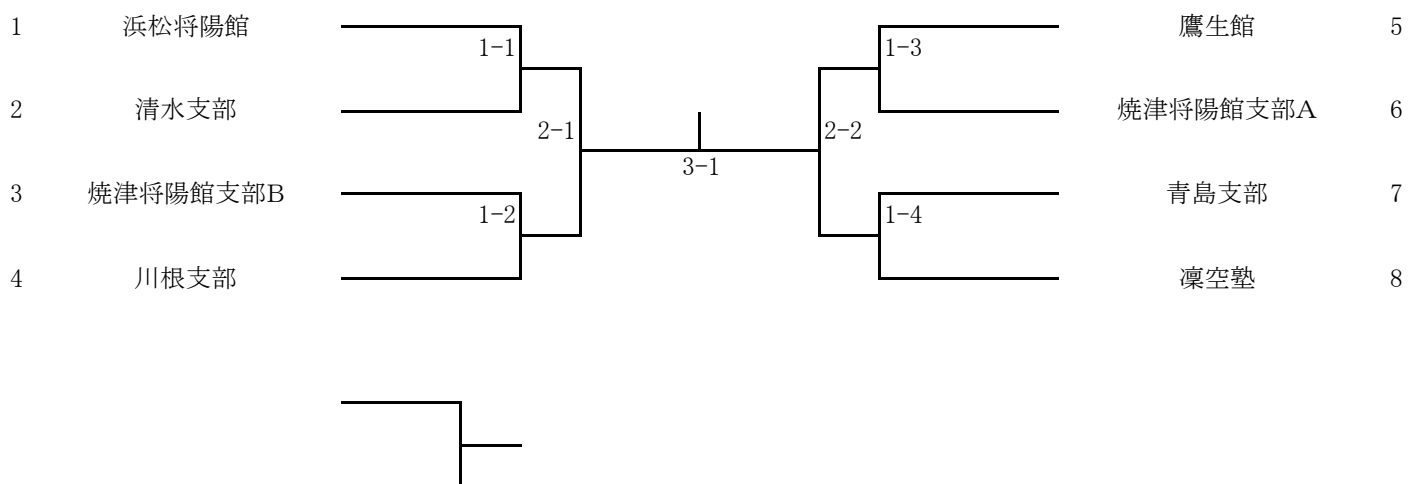 1 浜松将陽館 鷹生館 5
1-1 1-3
2 清水支部 焼津将陽館支部A 6
2-1 2-2
3-1
3 焼津将陽館支部B 青島支部 7
1-2 1-4
4 川根支部 凜空塾 8